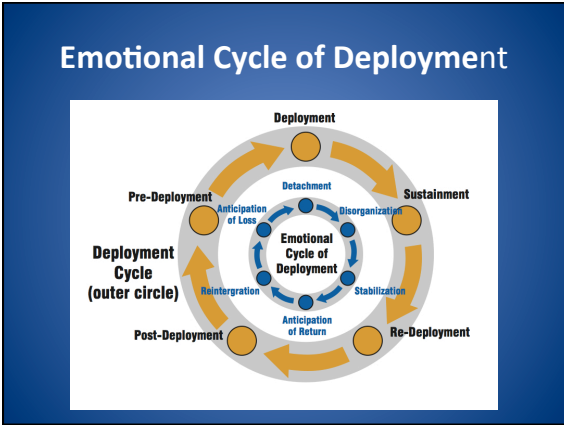 Emotional Cycle of Deployment
Deployment
Pre-Deployment
Sustainment
Detachment
Anticipation
of Loss
Disorganization
Emotional
Cycle of
Deployment
Deployment
Cycle
(outer circle)
Reintergration
Stabilization
Anticipation
of Return
Post-Deployment
Re-Deployment